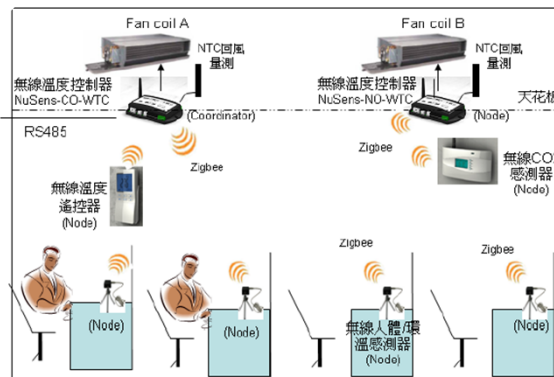 Fan coil A
Fan coil B
NTC回風
量測
NTC回風
量測
無線溫度控制器
NuSens-CO-WTC
(Coordinator)
無線溫度控制器
NuSens-NO-WTC
(Node)
天花板
RS485
Zigbee
Zigbee
無線溫度
遙控器
(Node)
無線CO
感測器
(Node)
Zigbee
Zigbee
(Node)
(Node)
無線人體/環
溫感測器
(Node)
(Node)